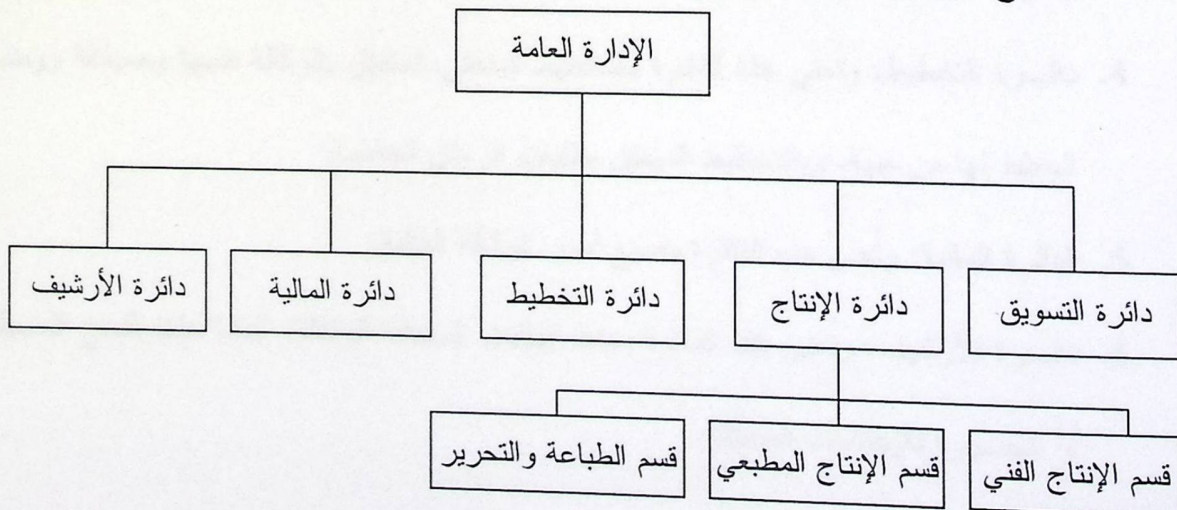 الإدارة العامة
دائرة التسويق
دائرة الإنتاج
دائرة التخطيط
دائرة المالية
دائرة الأرشيف
قسم الإنتاج الفني
قسم الإنتاج المطبعي
قسم الطباعة والتحرير